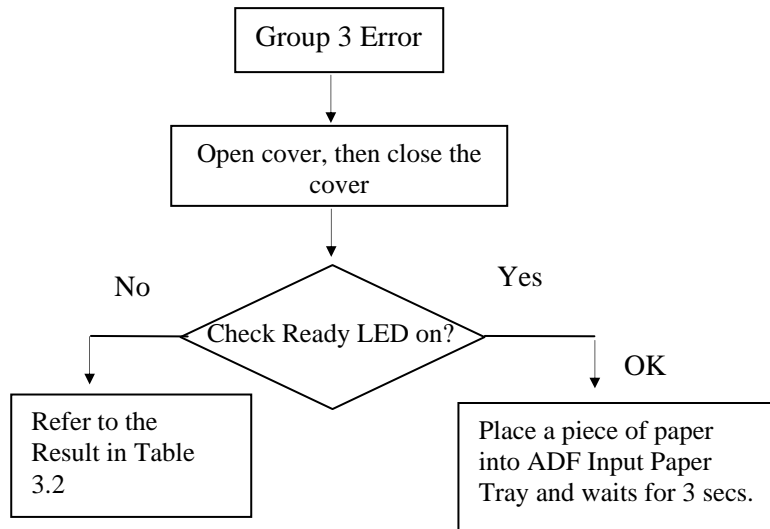 Group 3 Error
Open cover, then close the
cover
No
Yes
Check Ready LED on?
OK
Refer to the
Result in Table
3.2
Place a piece of paper
into ADF Input Paper
Tray and waits for 3 secs.